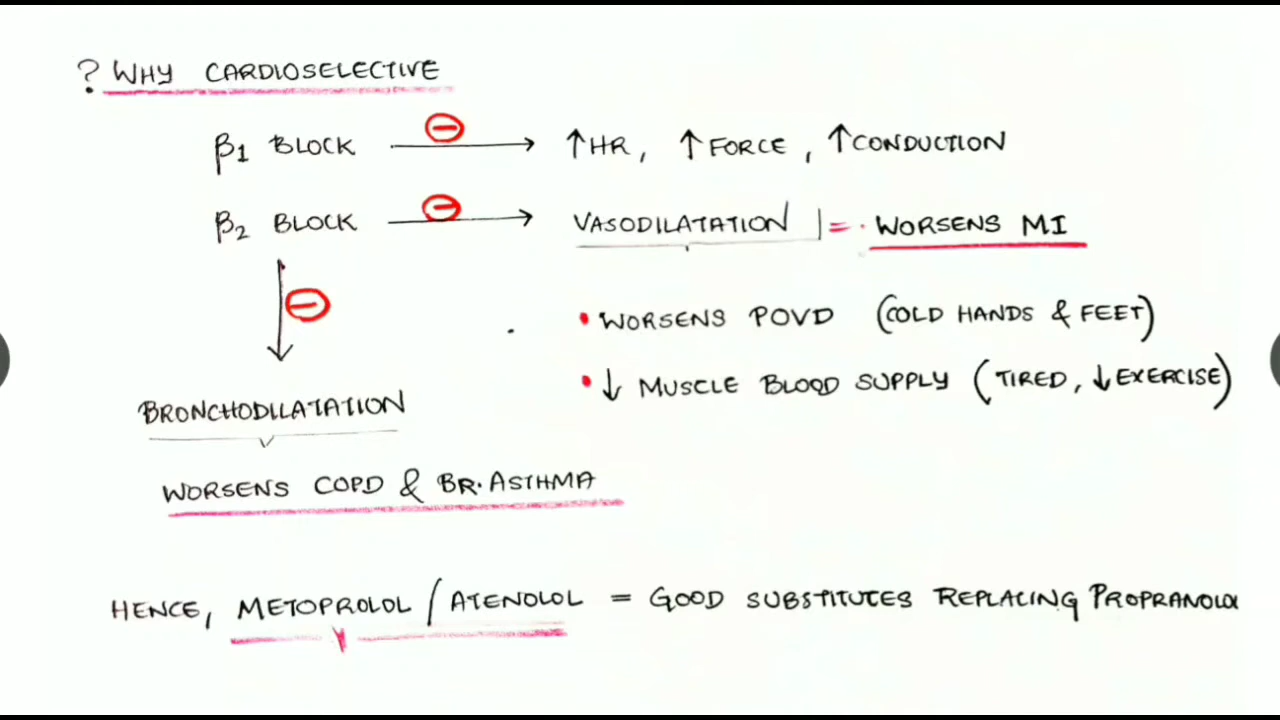 ? WHY CARDIOSELECTIVE
β1 BLOCK ⊖→ ↑HR, ↑FORCE, ↑CONDUCTION
β2 BLOCK ⊖→ VASODILATATION = WORSENS MI
⊖
• WORSENS POVD (COLD HANDS & FEET)
• ↓ MUSCLE BLOOD SUPPLY (TIRED, ↓EXERCISE)
BRONCHODILATATION
WORSENS COPD & BR. ASTHMA
HENCE, METOPROLOL / ATENOLOL = GOOD SUBSTITUTES REPLACING PROPRANOLOL